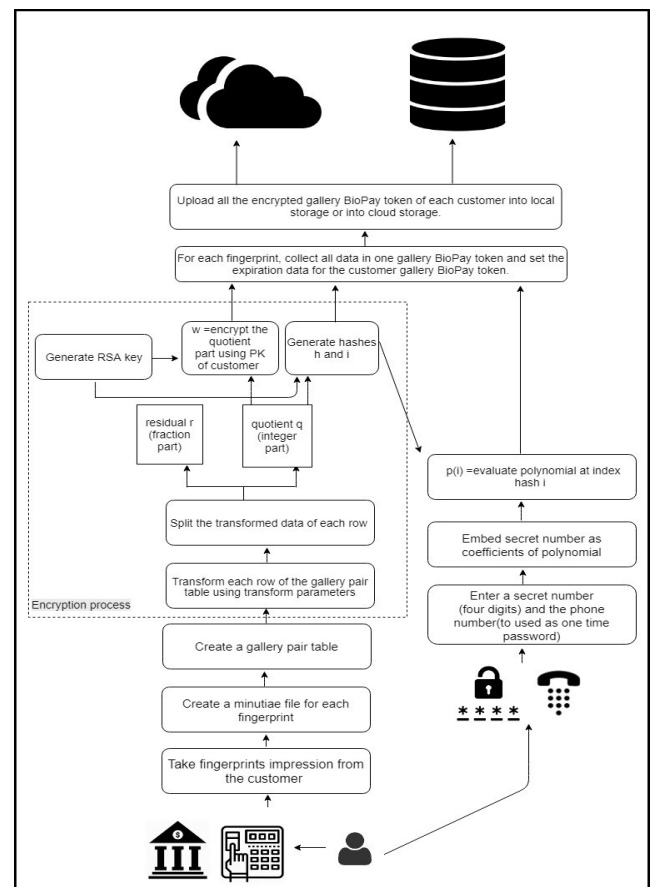 Upload all the encrypted gallery BioPay token of each customer into local
storage or into cloud storage.
For each fingerprint, collect all data in one gallery BioPay token and set the
expiration data for the customer gallery BioPay token.
Generate RSA key
w =encrypt the
quotient
part using PK
of customer
Generate hashes
h and i
residual r
(fraction
part)
quotient q
(integer
part)
p(i) =evaluate polynomial at index
hash i
Split the transformed data of each row
Embed secret number as
coefficients of polynomial
Transform each row of the gallery pair
table using transform parameters
Encryption process
Enter a secret number
(four digits) and the phone
number(to used as one time
password)
Create a gallery pair table
Create a minutiae file for each
fingerprint
* * * *
Take fingerprints impression from
the customer
$